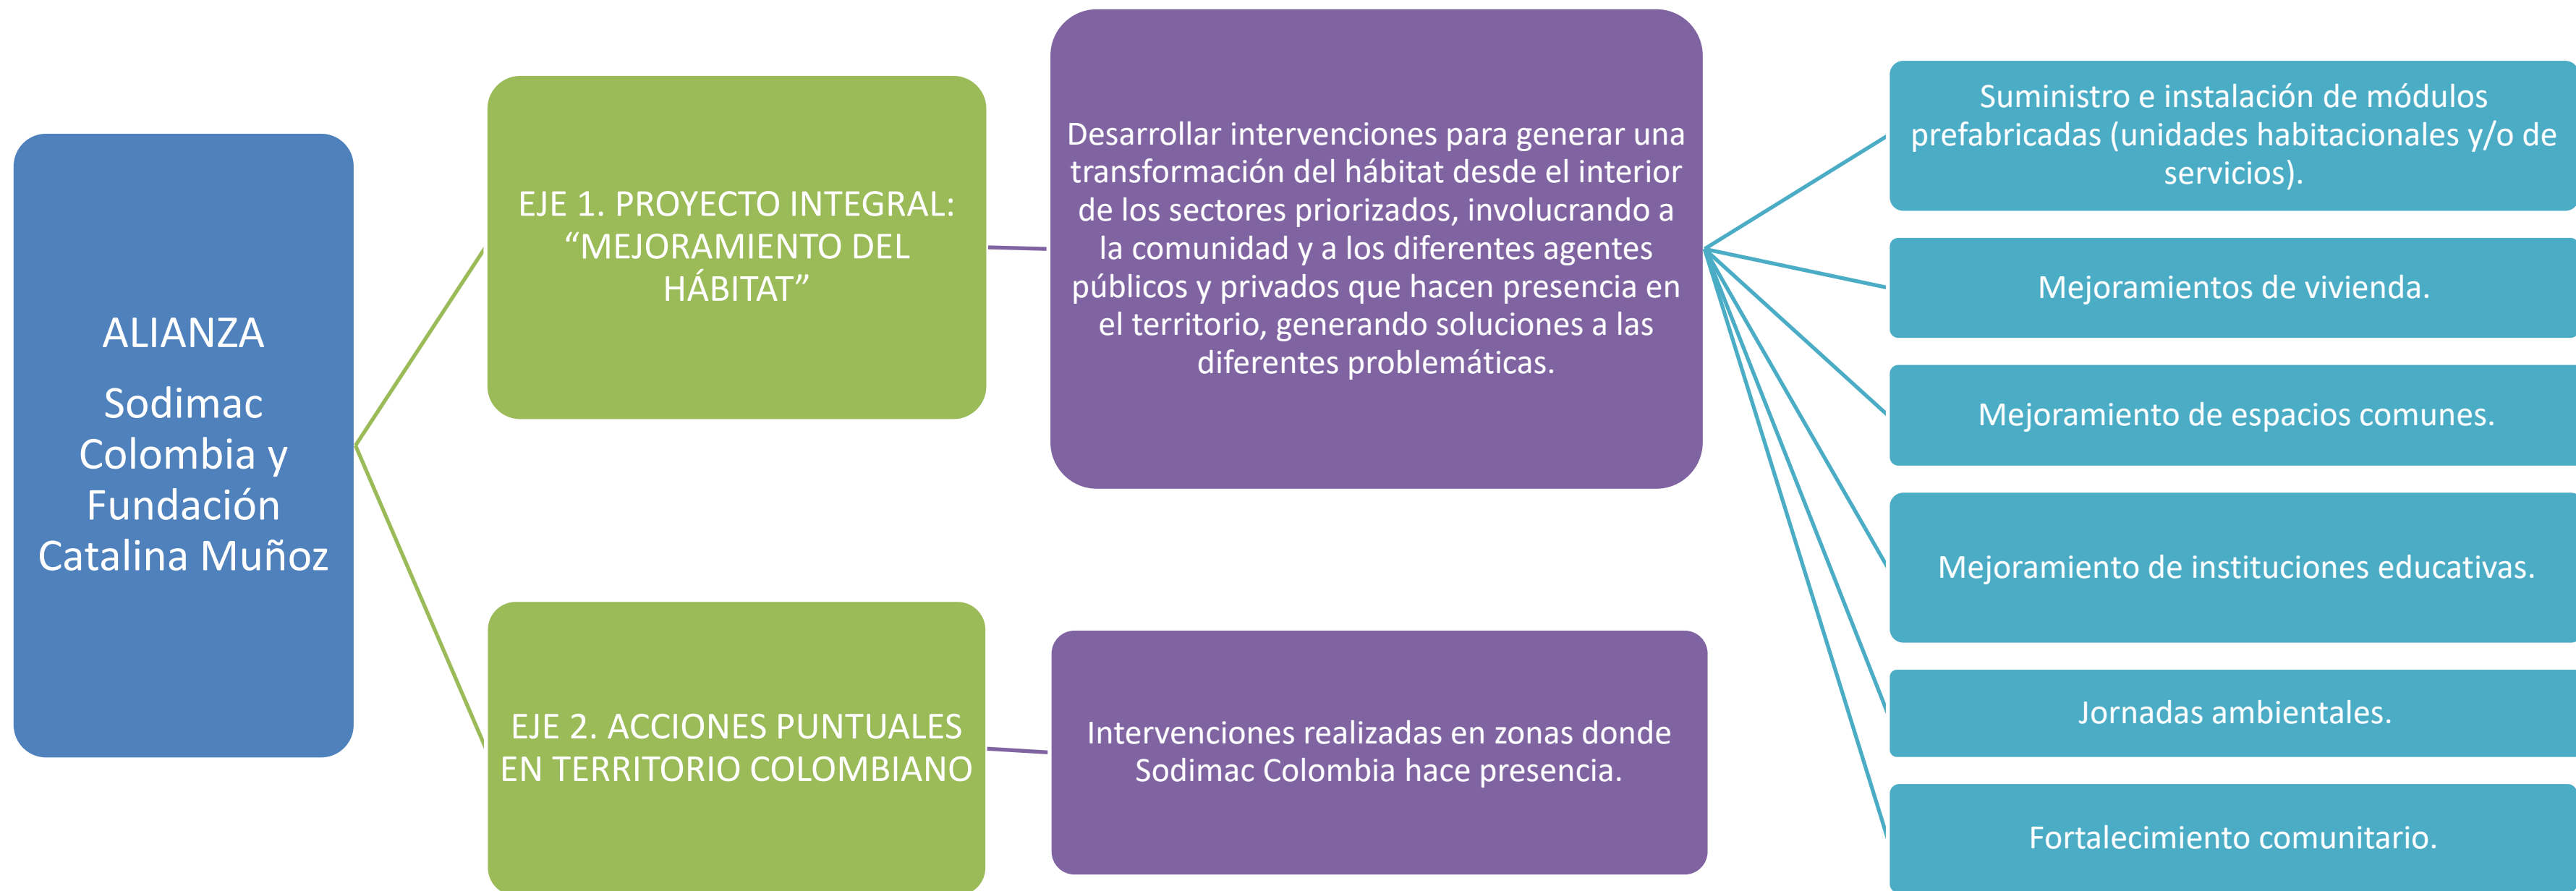 ALIANZA
Sodimac
Colombia y
Fundación
Catalina Muñoz
EJE 1. PROYECTO INTEGRAL:
“MEJORAMIENTO DEL
HÁBITAT”
Desarrollar intervenciones para generar una
transformación del hábitat desde el interior
de los sectores priorizados, involucrando a
la comunidad y a los diferentes agentes
públicos y privados que hacen presencia en
el territorio, generando soluciones a las
diferentes problemáticas.
Suministro e instalación de módulos
prefabricadas (unidades habitacionales y/o de
servicios).
Mejoramientos de vivienda.
Mejoramiento de espacios comunes.
Mejoramiento de instituciones educativas.
Jornadas ambientales.
Fortalecimiento comunitario.
EJE 2. ACCIONES PUNTUALES
EN TERRITORIO COLOMBIANO
Intervenciones realizadas en zonas donde
Sodimac Colombia hace presencia.